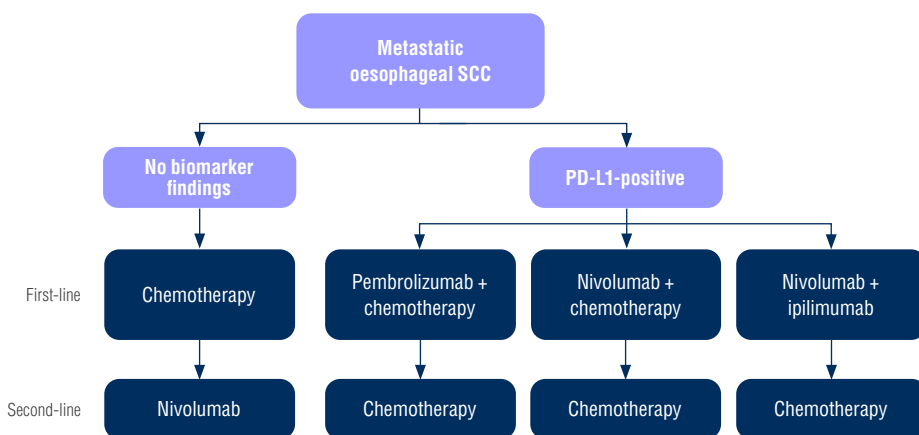 Metastatic
oesophageal SCC
No biomarker
findings
PD-L1-positive
First-line
Chemotherapy
Pembrolizumab +
chemotherapy
Nivolumab +
chemotherapy
Nivolumab +
ipilimumab
Second-line
Nivolumab
Chemotherapy
Chemotherapy
Chemotherapy